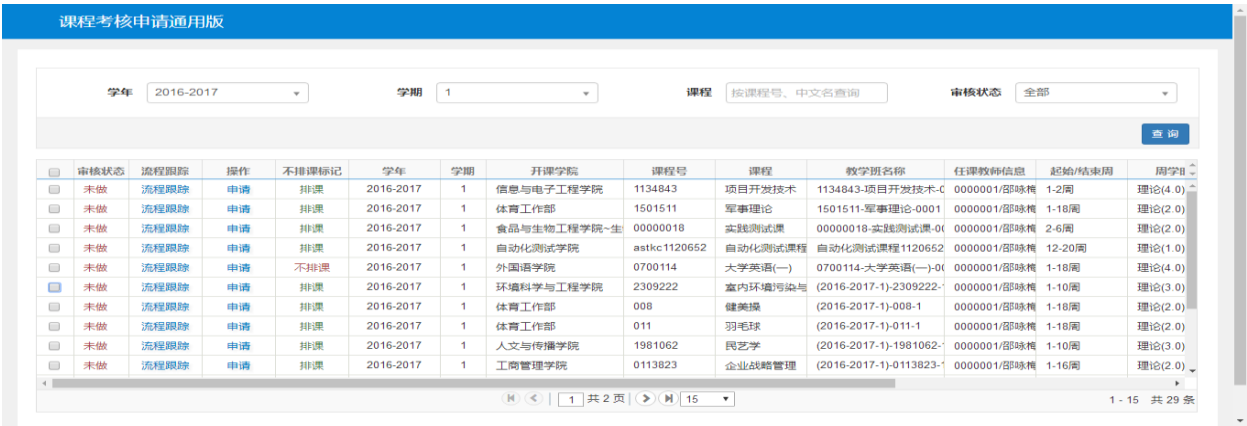 课程考核申请通用版
学年 2016-2017 学期 1 课程 按课程号、中文名查询 审核状态 全部
查 询
审核状态 流程跟踪 操作 不排课标记 学年 学期 开课学院 课程号 课程 教学班名称 任课教师信息 起始/结束周 周学
未做 流程跟踪 申请 排课 2016-2017 1 信息与电子工程学院 1134843 项目开发技术 1134843-项目开发技术-0 0000001/邵咏梅 1-2周 理论(4.0)
未做 流程跟踪 申请 排课 2016-2017 1 体育工作部 1501511 军事理论 1501511-军事理论-0001 0000001/邵咏梅 1-18周 理论(2.0)
未做 流程跟踪 申请 排课 2016-2017 1 食品与生物工程学院~生 00000018 实践测试课 00000018-实践测试课-00 0000001/邵咏梅 2-6周 理论(2.0)
未做 流程跟踪 申请 排课 2016-2017 1 自动化测试学院 astkc1120652 自动化测试课程 自动化测试课程1120652 0000001/邵咏梅 12-20周 理论(1.0)
未做 流程跟踪 申请 不排课 2016-2017 1 外国语学院 0700114 大学英语(一) 0700114-大学英语(一)-00 0000001/邵咏梅 1-18周 理论(4.0)
未做 流程跟踪 申请 排课 2016-2017 1 环境科学与工程学院 2309222 室内环境污染与 (2016-2017-1)-2309222- 0000001/邵咏梅 1-10周 理论(3.0)
未做 流程跟踪 申请 排课 2016-2017 1 体育工作部 008 健美操 (2016-2017-1)-008-1 0000001/邵咏梅 1-18周 理论(2.0)
未做 流程跟踪 申请 排课 2016-2017 1 体育工作部 011 羽毛球 (2016-2017-1)-011-1 0000001/邵咏梅 1-18周 理论(2.0)
未做 流程跟踪 申请 排课 2016-2017 1 人文与传播学院 1981062 民艺学 (2016-2017-1)-1981062- 0000001/邵咏梅 1-10周 理论(3.0)
未做 流程跟踪 申请 排课 2016-2017 1 工商管理学院 0113823 企业战略管理 (2016-2017-1)-0113823- 0000001/邵咏梅 1-16周 理论(2.0)
1 共 2 页 15 1 - 15 共 29 条